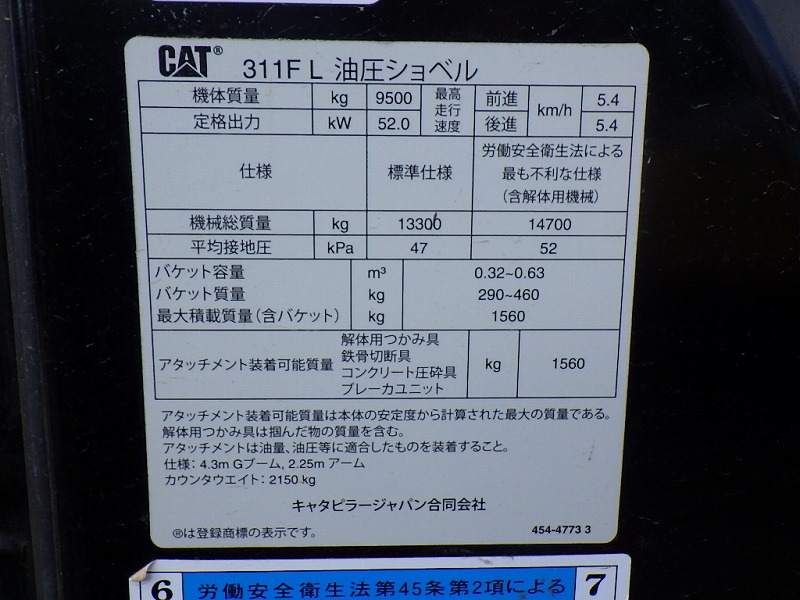 CAT® 311F L 油圧ショベル
機体質量 kg 9500 最高走行速度 前進 km/h 5.4
定格出力 kW 52.0 後進 5.4
仕様 標準仕様 労働安全衛生法による最も不利な仕様(含解体用機械)
機械総質量 kg 13300 14700
平均接地圧 kPa 47 52
バケット容量 m³ 0.32~0.63
バケット質量 kg 290~460
最大積載質量(含バケット) kg 1560
アタッチメント装着可能質量 解体用つかみ具 鉄骨切断具 コンクリート圧砕具 ブレーカユニット kg 1560
アタッチメント装着可能質量は本体の安定度から計算された最大の質量である。
解体用つかみ具は掴んだ物の質量を含む。
アタッチメントは油量、油圧等に適合したものを装着すること。
仕様: 4.3m Gブーム, 2.25m アーム
カウンタウエイト: 2150 kg
キャタピラージャパン合同会社
®は登録商標の表示です。 454-4773 3
6 労働安全衛生法第45条第2項による 7